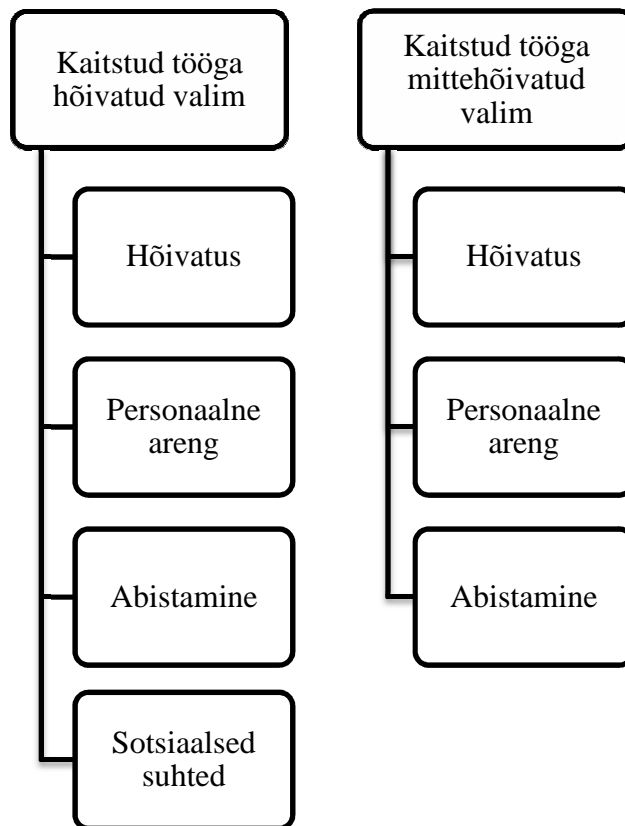 Kaitstud tööga
hõivatud valim
Hõivatus
Personaalne
areng
Abistamine
Sotsiaalsed
suhted
Kaitstud tööga
mittehõivatud
valim
Hõivatus
Personaalne
areng
Abistamine